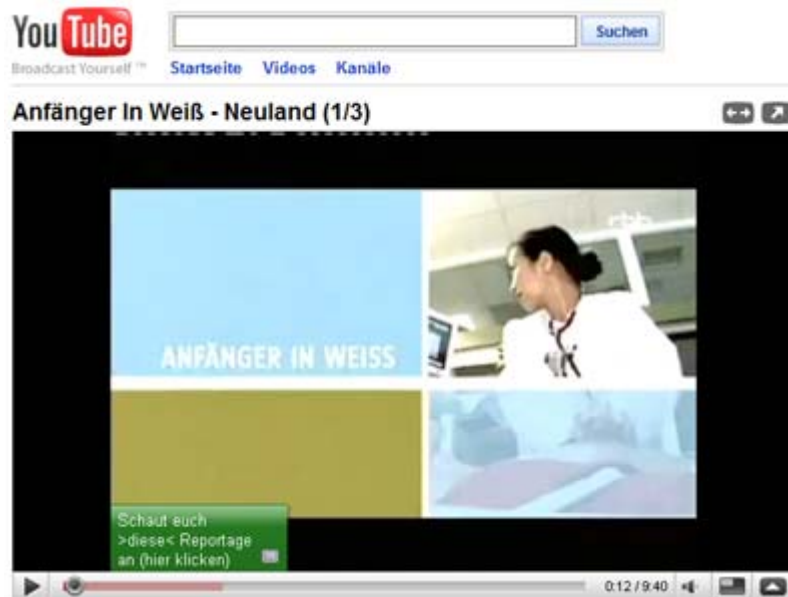 You Tube
Broadcast Yourself ™
Suchen
Startseite Videos Kanäle
Anfänger In Weiß - Neuland (1/3)
rbb
ANFÄNGER IN WEISS
Schaut euch
>diese< Reportage
an (hier klicken)
0:12 / 9:40